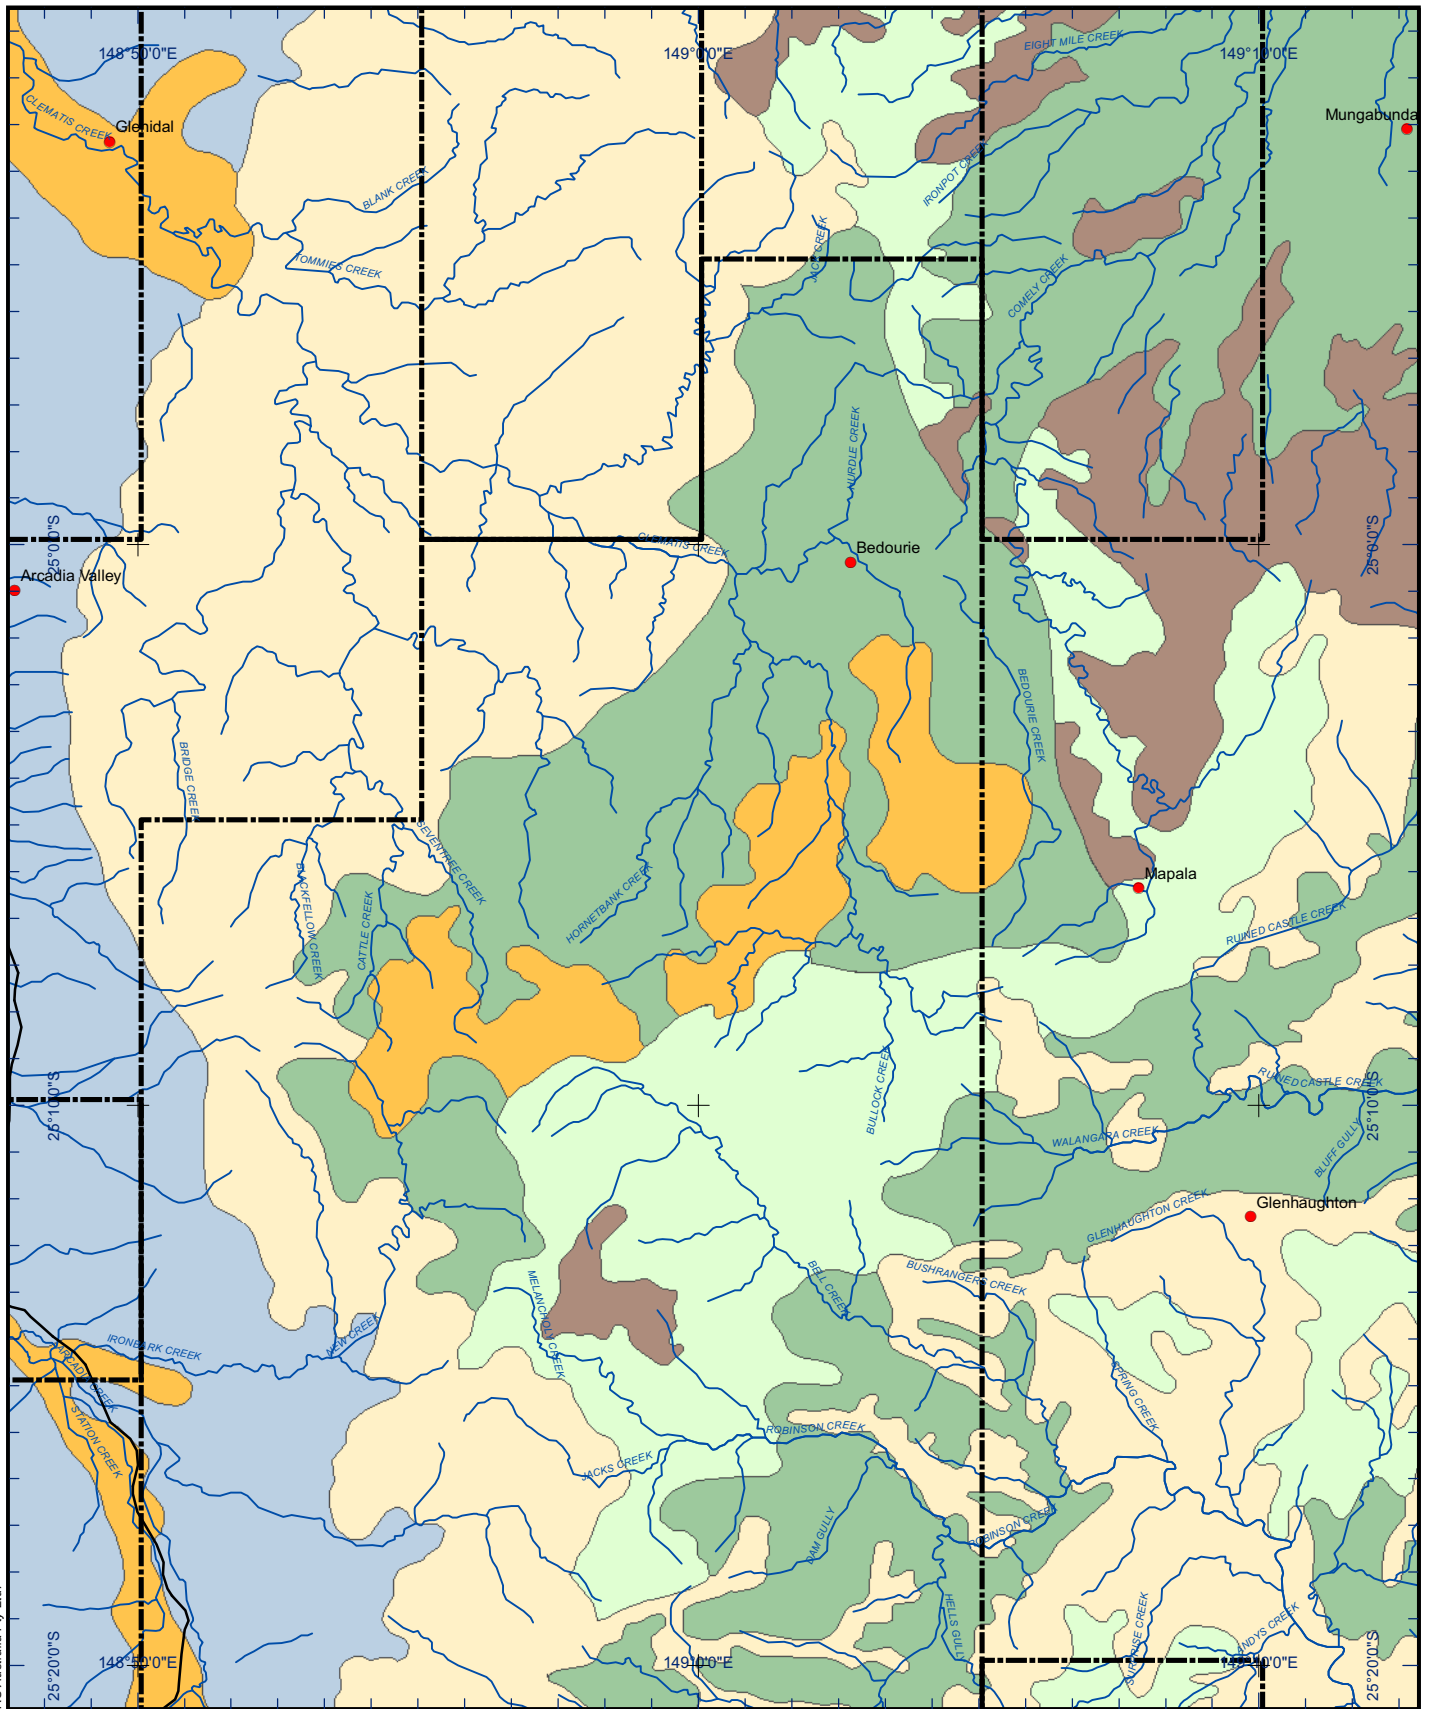 148°50'0"E
149°0'0"E
149°10'0"E
EIGHT MILE CREEK
CLEMATIS CREEK
Glenidal
Mungabunda
BLANK CREEK
IRONPOT CREEK
JACK CREEK
TOMMIES CREEK
COMELY CREEK
HURDLE CREEK
25°0'0"S
25°0'0"S
CLEMATIS CREEK
Bedourie
Arcadia Valley
BEDOURIE CREEK
BRIDGE CREEK
SEVENTREE CREEK
BLACKFELLOW CREEK
CATTLE CREEK
HORNETBANK CREEK
Mapala
RUINED CASTLE CREEK
BULLOCK CREEK
RUINED CASTLE CREEK
25°10'0"S
25°10'0"S
WALANGARA CREEK
BLUFF GULLY
Glenhaughton
GLENHAUGHTON CREEK
BUSHRANGERS CREEK
BELL CREEK
MELANCHOLY CREEK
NEW CREEK
IRONBARK CREEK
ARCADIA CREEK
STATION CREEK
SPRING CREEK
ROBINSON CREEK
JACKS CREEK
DAM GULLY
ROBINSON CREEK
HELLS GULLY
SURPRISE CREEK
25°20'0"S
25°20'0"S
148°50'0"E
149°0'0"E
149°10'0"E